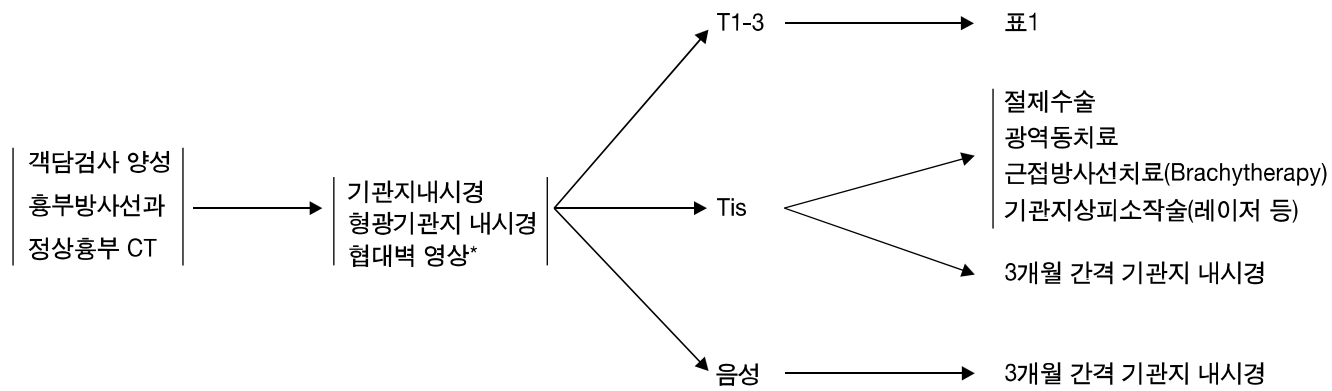 객담검사 양성
흉부방사선과
정상흉부 CT
기관지내시경
형광기관지 내시경
협대벽 영상*
T1-3
표1
Tis
절제수술
광역동치료
근접방사선치료(Brachytherapy)
기관지상피소작술(레이저 등)
3개월 간격 기관지 내시경
음성
3개월 간격 기관지 내시경